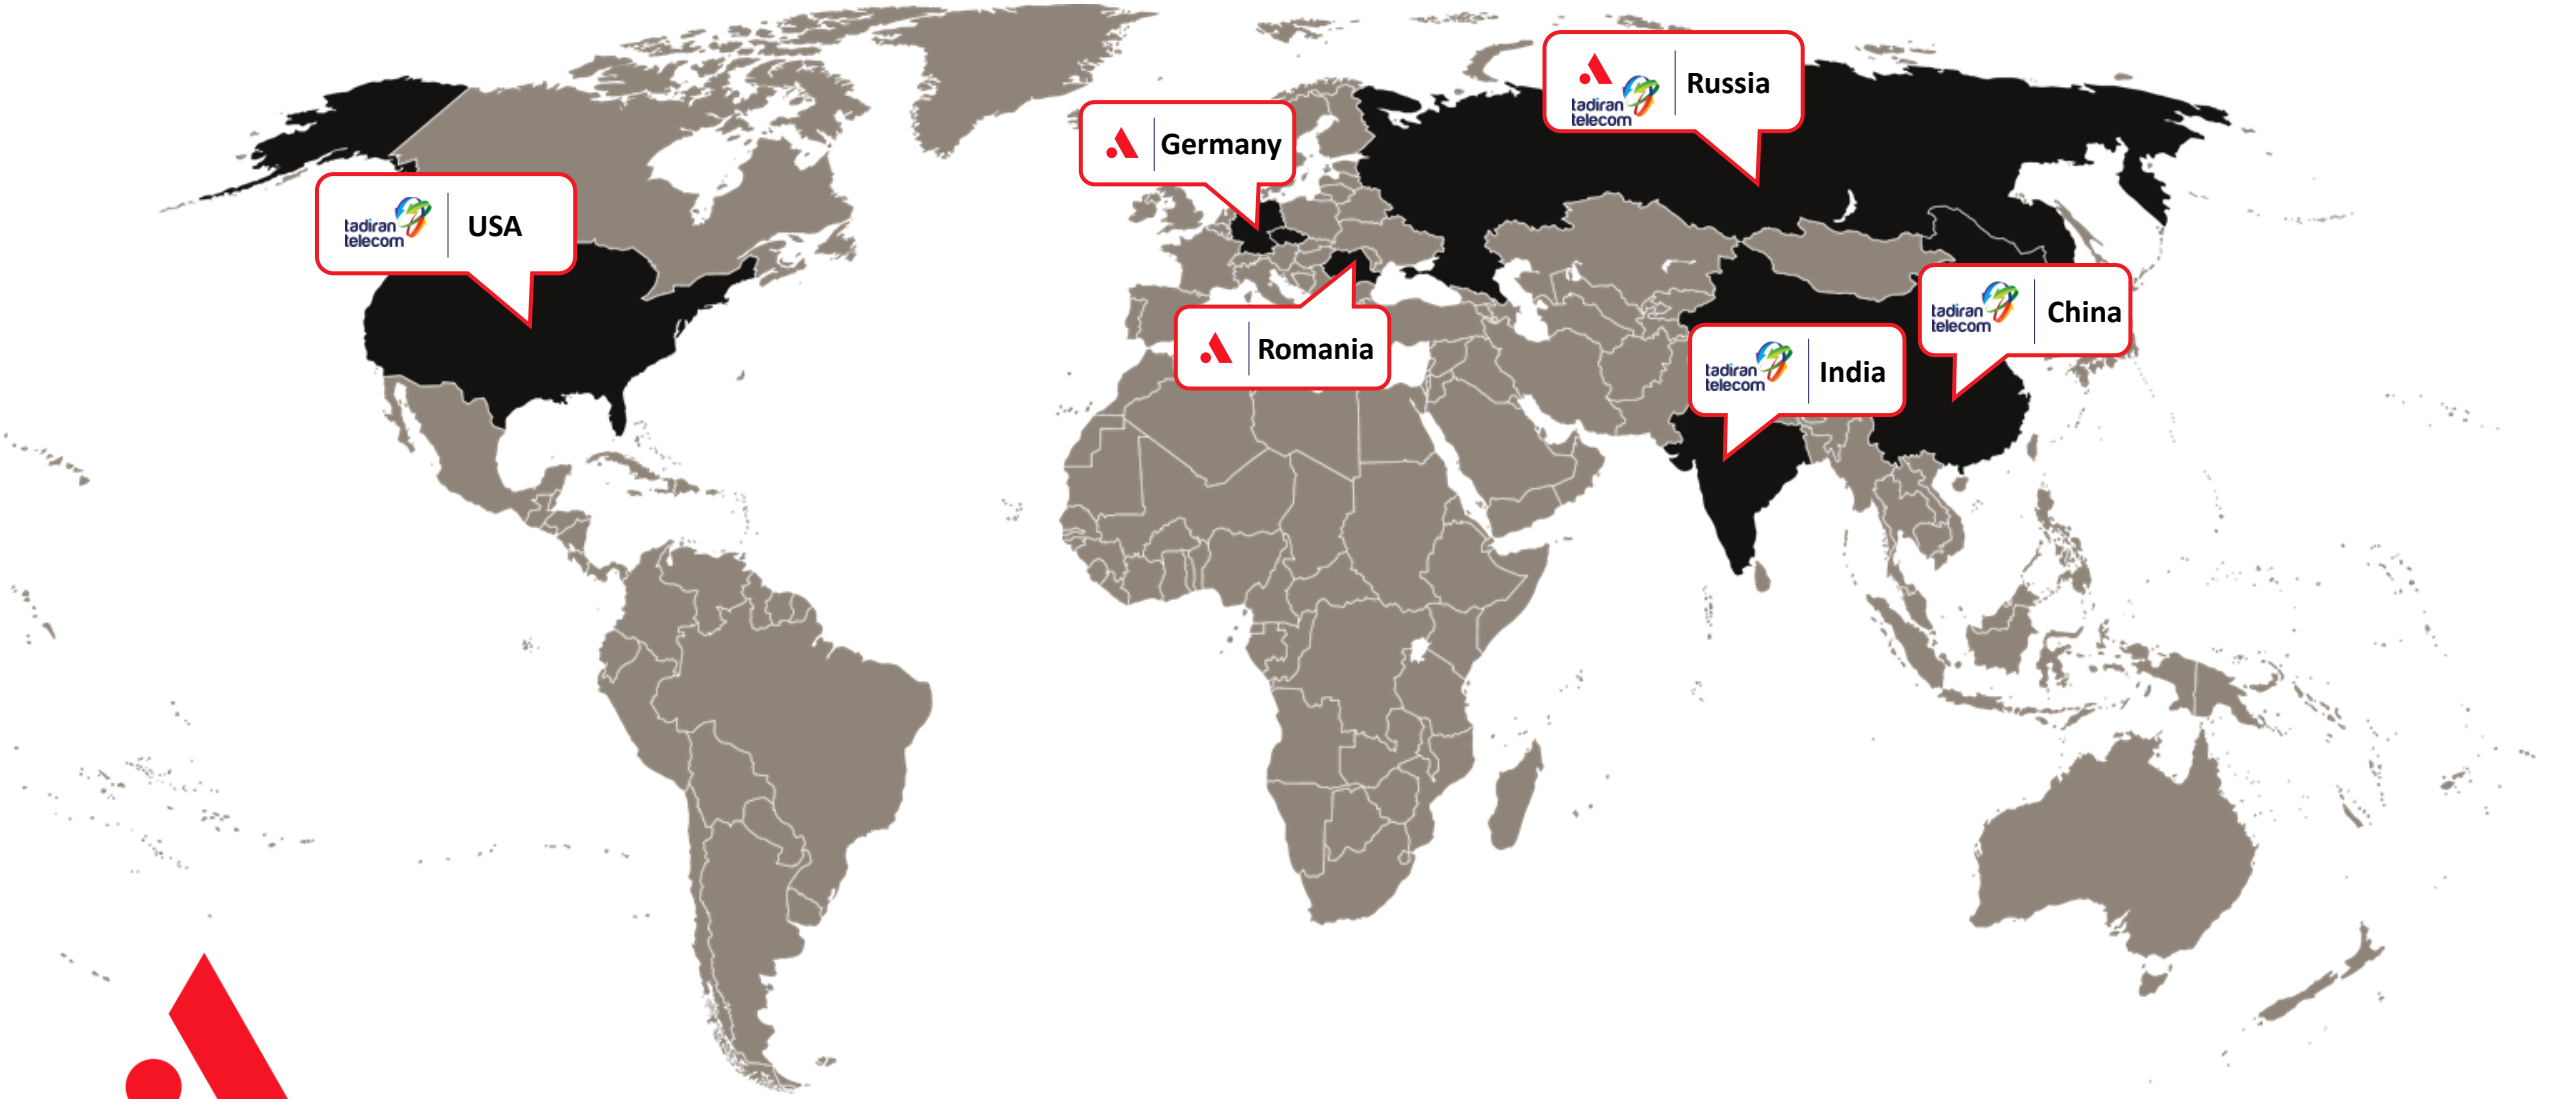 tadiran
telecom
Russia
Germany
tadiran
telecom
USA
tadiran
telecom
China
Romania
tadiran
telecom
India